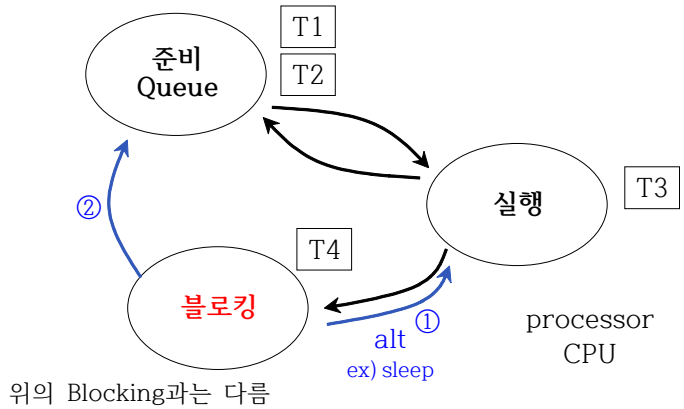 T1
준비
Queue
T2
실행
T3
②
T4
블로킹
①
alt
ex) sleep
processor
CPU
위의 Blocking과는 다름